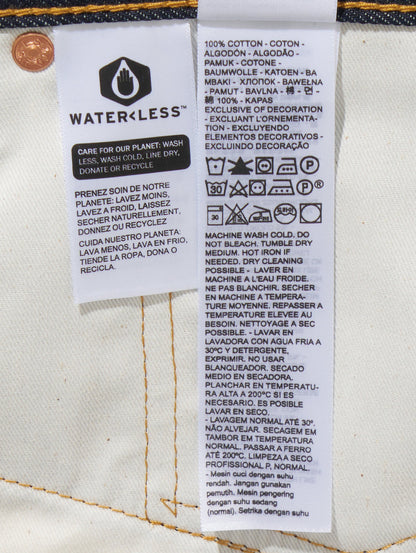 WATER<LESS™
CARE FOR OUR PLANET: WASH
LESS, WASH COLD, LINE DRY,
DONATE OR RECYCLE
PRENEZ SOIN DE NOTRE
PLANETE: LAVEZ MOINS,
LAVEZ A FROID, LAISSEZ
SECHER NATURELLEMENT,
DONNEZ OU RECYCLEZ
CUIDA NUESTRO PLANETA:
LAVA MENOS, LAVA EN FRIO,
TIENDE LA ROPA, DONA O
RECICLA.
100% COTTON - COTON -
ALGODÓN - ALGODÃO -
PAMUK - COTONE -
BAUMWOLLE - KATOEN - BA
MBAKI - ХЛОПОК - BAWEŁNA
- PAMUT - BAVLNA - 棉 - 면 -
綿 100% - KAPAS
EXCLUSIVE OF DECORATION
- EXCLUANT L'ORNEMENTA-
TION - EXCLUYENDO
ELEMENTOS DECORATIVOS -
EXCLUINDO DECORAÇÃO
P
30 P ®
MACHINE WASH COLD. DO
NOT BLEACH. TUMBLE DRY
MEDIUM. HOT IRON IF
NEEDED. DRY CLEANING
POSSIBLE - LAVER EN
MACHINE A L'EAU FROIDE.
NE PAS BLANCHIR. SECHER
EN MACHINE A TEMPERA-
TURE MOYENNE. REPASSER A
TEMPERATURE ELEVEE AU
BESOIN. NETTOYAGE A SEC
POSSIBLE. - LAVAR EN
LAVADORA CON AGUA FRIA A
30ºC Y DETERGENTE,
EXPRIMIR. NO USAR
BLANQUEADOR. SECADO
MEDIO EN SECADORA.
PLANCHAR EN TEMPERATU-
RA ALTA A 200ºC SI ES
NECESARIO. ES POSIBLE
LAVAR EN SECO.
- LAVAGEM NORMAL ATÉ 30º.
NÃO ALVEJAR. SECAGEM EM
TAMBOR EM TEMPERATURA
NORMAL. PASSAR A FERRO
ATÉ 200ºC. LIMPEZA A SECO
PROFISSIONAL P, NORMAL.
- Mesin cuci dengan suhu
rendah. Jangan gunakan
pemutih. Mesin pengering
dengan suhu sedang
(normal). Setrika dengan suhu